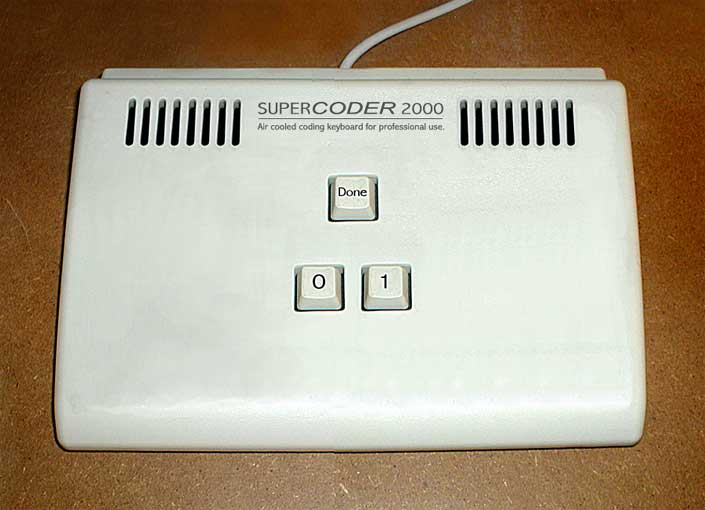 SUPERCODER 2000
Air cooled coding keyboard for professional use.
Done
0 1